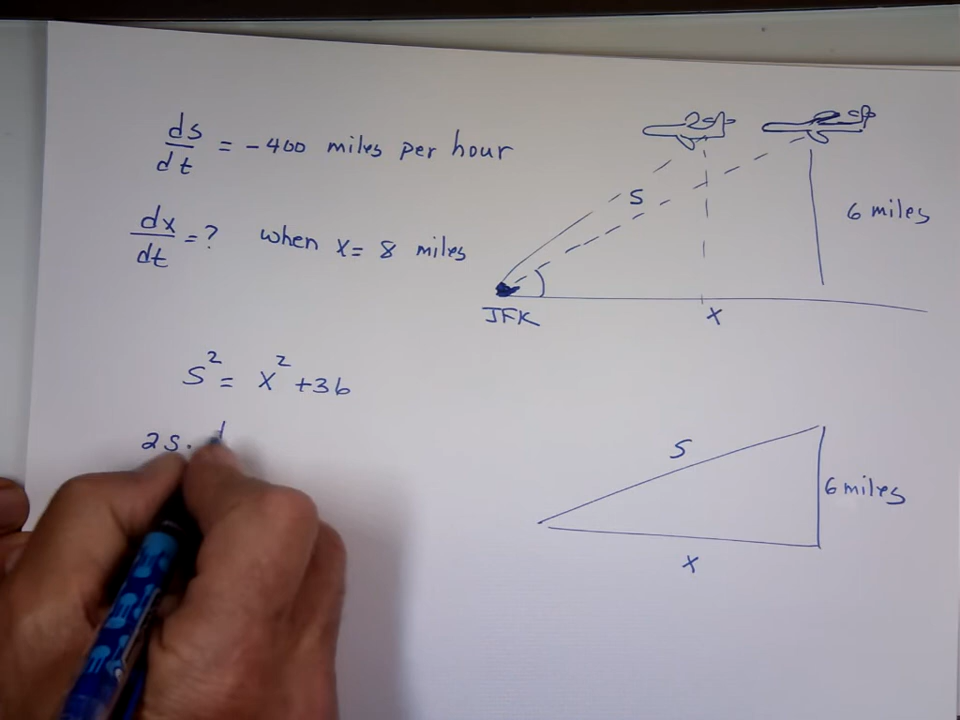 ds/dt = -400 miles per hour
dx/dt = ? when x = 8 miles
S² = x² + 36
2s.
S
6 miles
JFK
x
S
6 miles
x